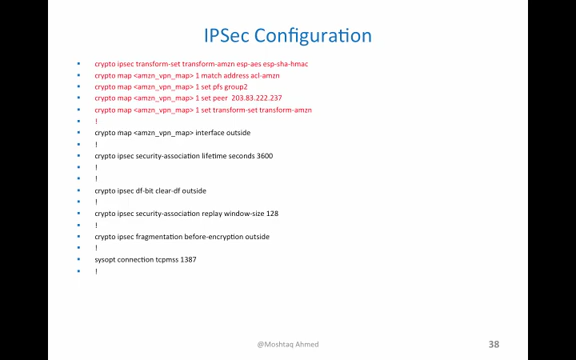 IPSec Configuration
• crypto ipsec transform-set transform-amzn esp-aes esp-sha-hmac
• crypto map <amzn_vpn_map> 1 match address acl-amzn
• crypto map <amzn_vpn_map> 1 set pfs group2
• crypto map <amzn_vpn_map> 1 set peer 203.83.222.237
• crypto map <amzn_vpn_map> 1 set transform-set transform-amzn
• !
• crypto map <amzn_vpn_map> interface outside
• !
• crypto ipsec security-association lifetime seconds 3600
• !
• !
• crypto ipsec df-bit clear-df outside
• !
• crypto ipsec security-association replay window-size 128
• !
• crypto ipsec fragmentation before-encryption outside
• !
• sysopt connection tcpmss 1387
• !
@Moshtaq Ahmed
38